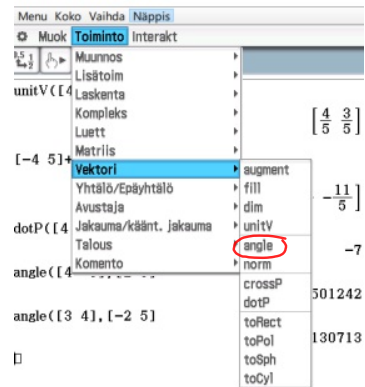 Menu Koko Vaihda Näppis
Muok Toiminto Interakt
Muunnos
Lisätoim
unitV([4
Laskenta
Kompleks
[4/5 3/5]
Luett
Matriis
[-4 5]+
Vektori
augment
Yhtälö/Epäyhtälö
fill
Avustaja
dim
-11/5]
Jakauma/käänt. jakauma
unitV
dotP([4
Talous
angle
-7
Komento
norm
angle([4
crossP
501242
dotP
angle([3 4],[-2 5]
toRect
130713
toPol
toSph
toCyl